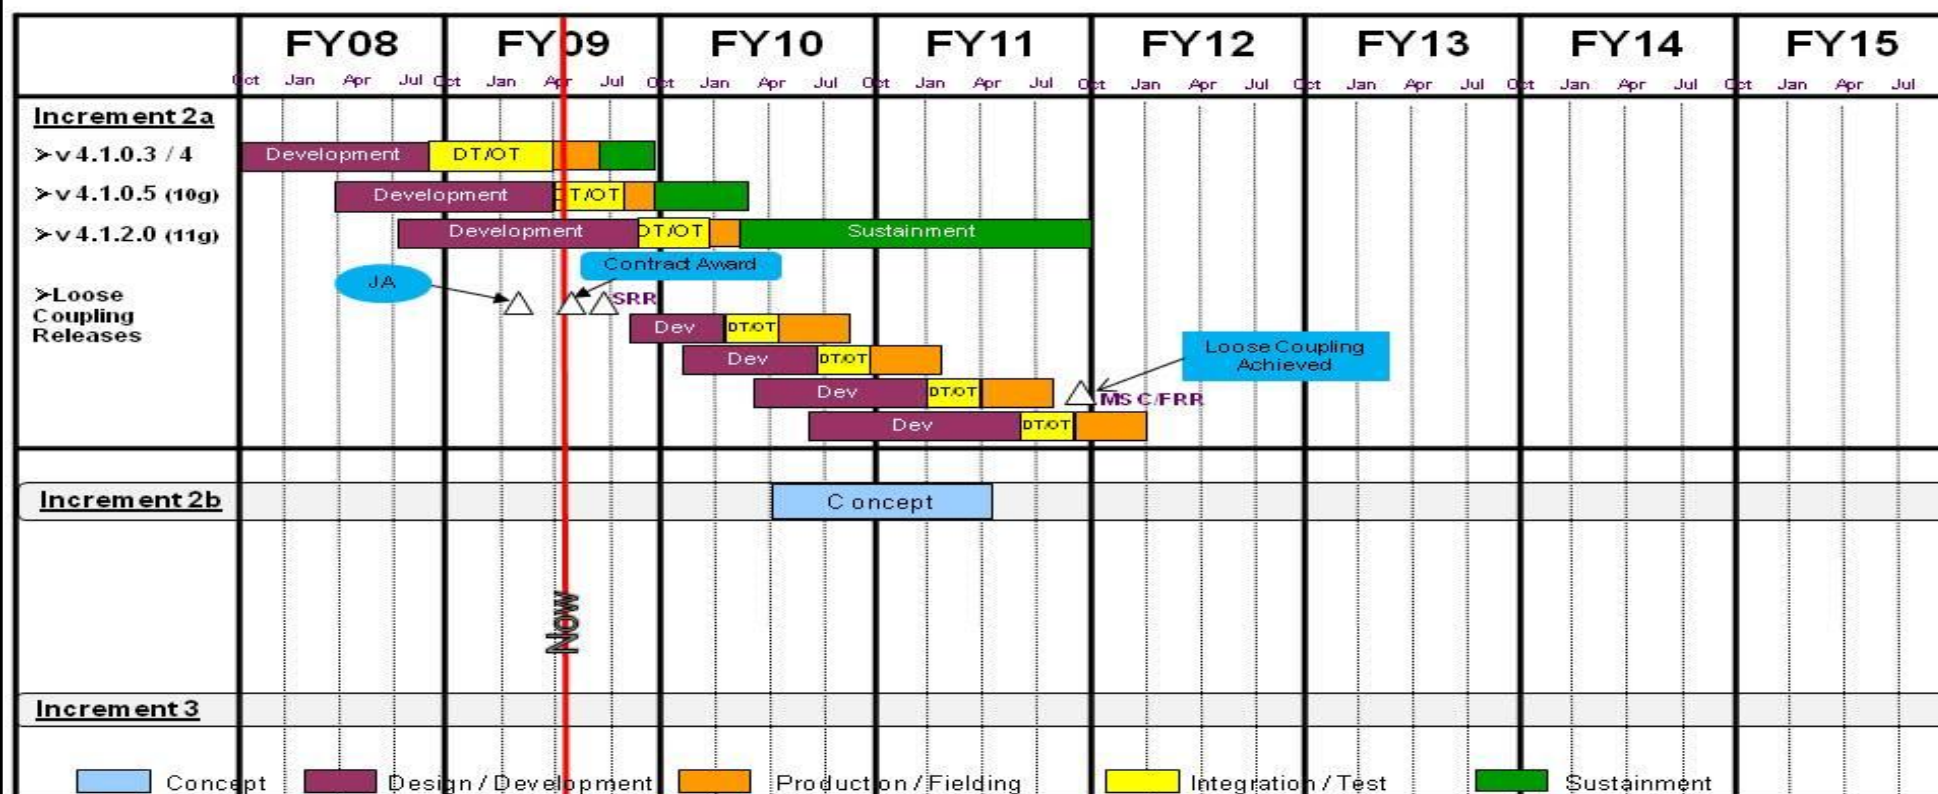 FY08 FY09 FY10 FY11 FY12 FY13 FY14 FY15
Oct Jan Apr Jul Oct Jan Apr Jul Oct Jan Apr Jul Oct Jan Apr Jul Oct Jan Apr Jul Oct Jan Apr Jul Oct Jan Apr Jul Oct Jan Apr Jul
Increment 2a
➢v 4.1.0.3 / 4 Development DT/OT
➢v 4.1.0.5 (10g) Development DT/OT
➢v 4.1.2.0 (11g) Development DT/OT Sustainment
Contract Award
JA
➢Loose
Coupling
Releases
SRR
Dev DT/OT
Dev DT/OT
Loose Coupling
Achieved
Dev DT/OT
MS C/FRR
Dev DT/OT
Increment 2b Concept
Now
Increment 3
Concept Design / Development Production / Fielding Integration / Test Sustainment